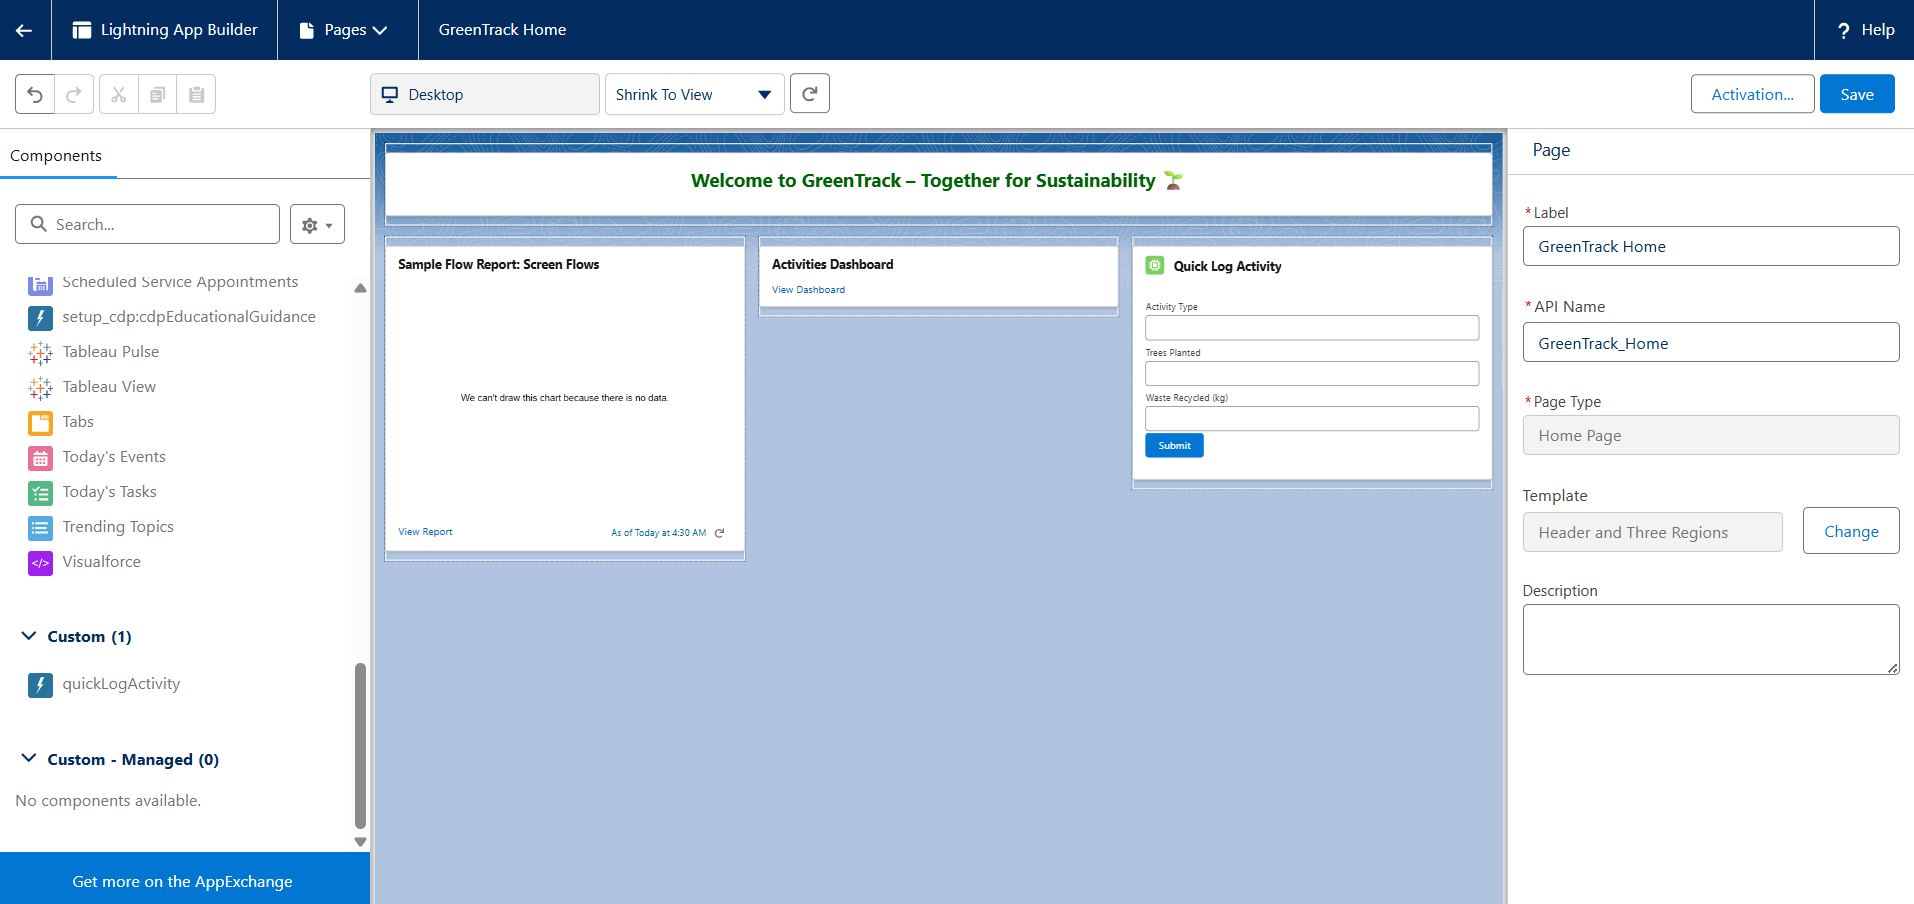 Lightning App Builder
Pages
GreenTrack Home
? Help
Desktop
Shrink To View
Activation...
Save
Components
Search...
Scheduled Service Appointments
setup_cdp:cdpEducationalGuidance
Tableau Pulse
Tableau View
Tabs
Today's Events
Today's Tasks
Trending Topics
</> Visualforce
Custom (1)
quickLogActivity
Custom - Managed (0)
No components available.
Get more on the AppExchange
Welcome to GreenTrack – Together for Sustainability 🌱
Sample Flow Report: Screen Flows
We can't draw this chart because there is no data.
View Report
As of Today at 4:30 AM
Activities Dashboard
View Dashboard
Quick Log Activity
Activity Type
Trees Planted
Waste Recycled (kg)
Submit
Page
*Label
GreenTrack Home
*API Name
GreenTrack_Home
*Page Type
Home Page
Template
Header and Three Regions
Change
Description